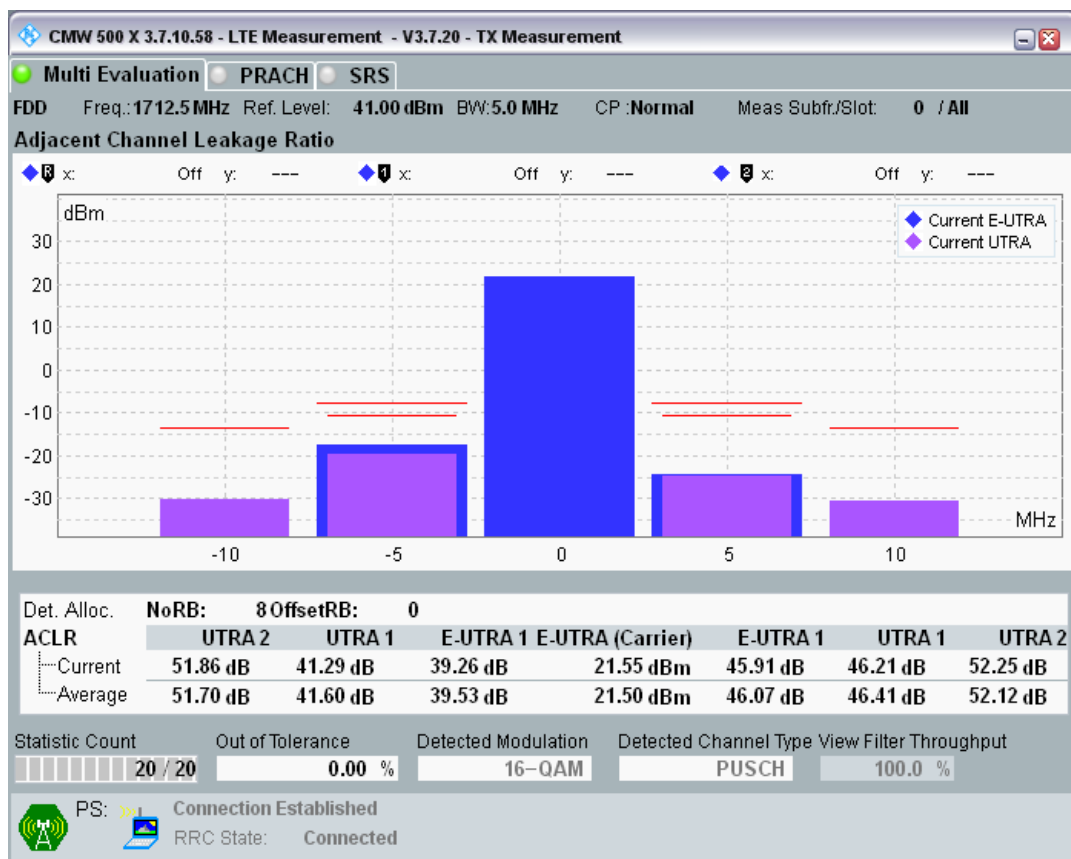 CMW 500 X 3.7.10.58 - LTE Measurement - V3.7.20 - TX Measurement
Multi Evaluation PRACH SRS
FDD Freq.: 1712.5 MHz Ref. Level: 41.00 dBm BW: 5.0 MHz CP : Normal Meas Subfr./Slot: 0 / All
Adjacent Channel Leakage Ratio
R x: Off y: --- 1 x: Off y: --- 2 x: Off y: ---
dBm
Current E-UTRA
Current UTRA
30
20
10
0
-10
-20
-30
MHz
-10 -5 0 5 10
Det. Alloc. NoRB: 8 OffsetRB: 0
ACLR UTRA 2 UTRA 1 E-UTRA 1 E-UTRA (Carrier) E-UTRA 1 UTRA 1 UTRA 2
Current 51.86 dB 41.29 dB 39.26 dB 21.55 dBm 45.91 dB 46.21 dB 52.25 dB
Average 51.70 dB 41.60 dB 39.53 dB 21.50 dBm 46.07 dB 46.41 dB 52.12 dB
Statistic Count Out of Tolerance Detected Modulation Detected Channel Type View Filter Throughput
20 / 20 0.00 % 16-QAM PUSCH 100.0 %
PS: Connection Established
RRC State: Connected